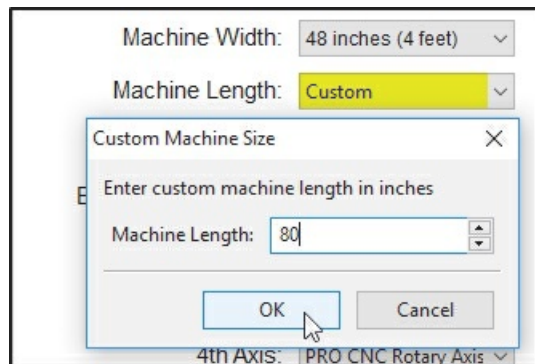 Machine Width: 48 inches (4 feet)
Machine Length: Custom
Custom Machine Size
Enter custom machine length in inches
Machine Length: 80
OK Cancel
4th Axis: PRO CNC Rotary Axis